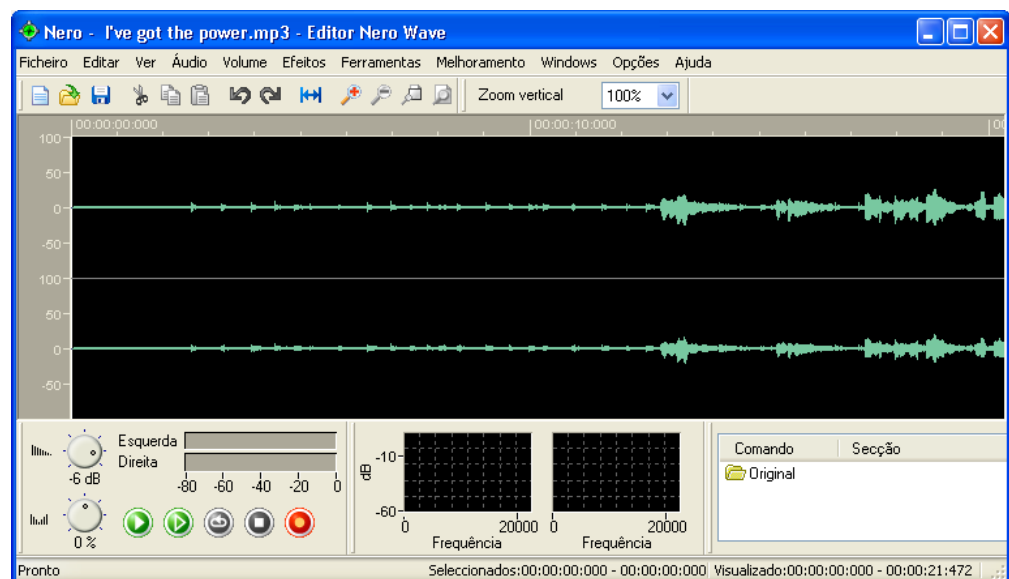 Nero - I've got the power.mp3 - Editor Nero Wave
Ficheiro Editar Ver Áudio Volume Efeitos Ferramentas Melhoramento Windows Opções Ajuda
Zoom vertical 100%
00:00:00:000 00:00:10:000 00
100
50
0
-50
100
50
0
-50
Esquerda
Direita
-6 dB
-80 -60 -40 -20 0
0 %
dB
-10
-60
0 20000
Frequência
0 20000
Frequência
Comando Secção
Original
Pronto Seleccionados:00:00:00:000 - 00:00:00:000 Visualizado:00:00:00:000 - 00:00:21:472